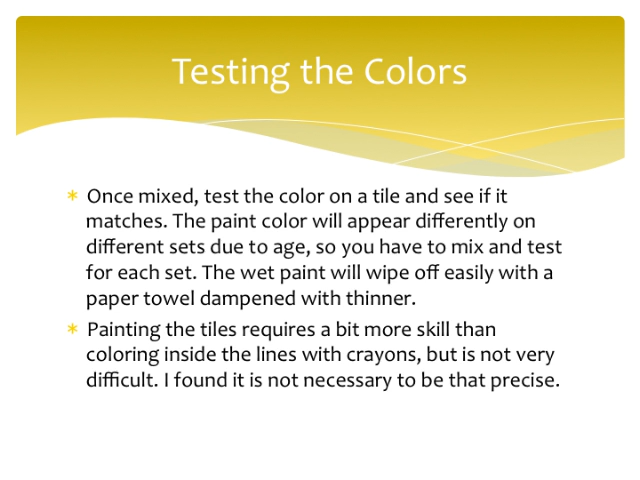 Testing the Colors
* Once mixed, test the color on a tile and see if it
matches. The paint color will appear differently on
different sets due to age, so you have to mix and test
for each set. The wet paint will wipe off easily with a
paper towel dampened with thinner.
* Painting the tiles requires a bit more skill than
coloring inside the lines with crayons, but is not very
difficult. I found it is not necessary to be that precise.